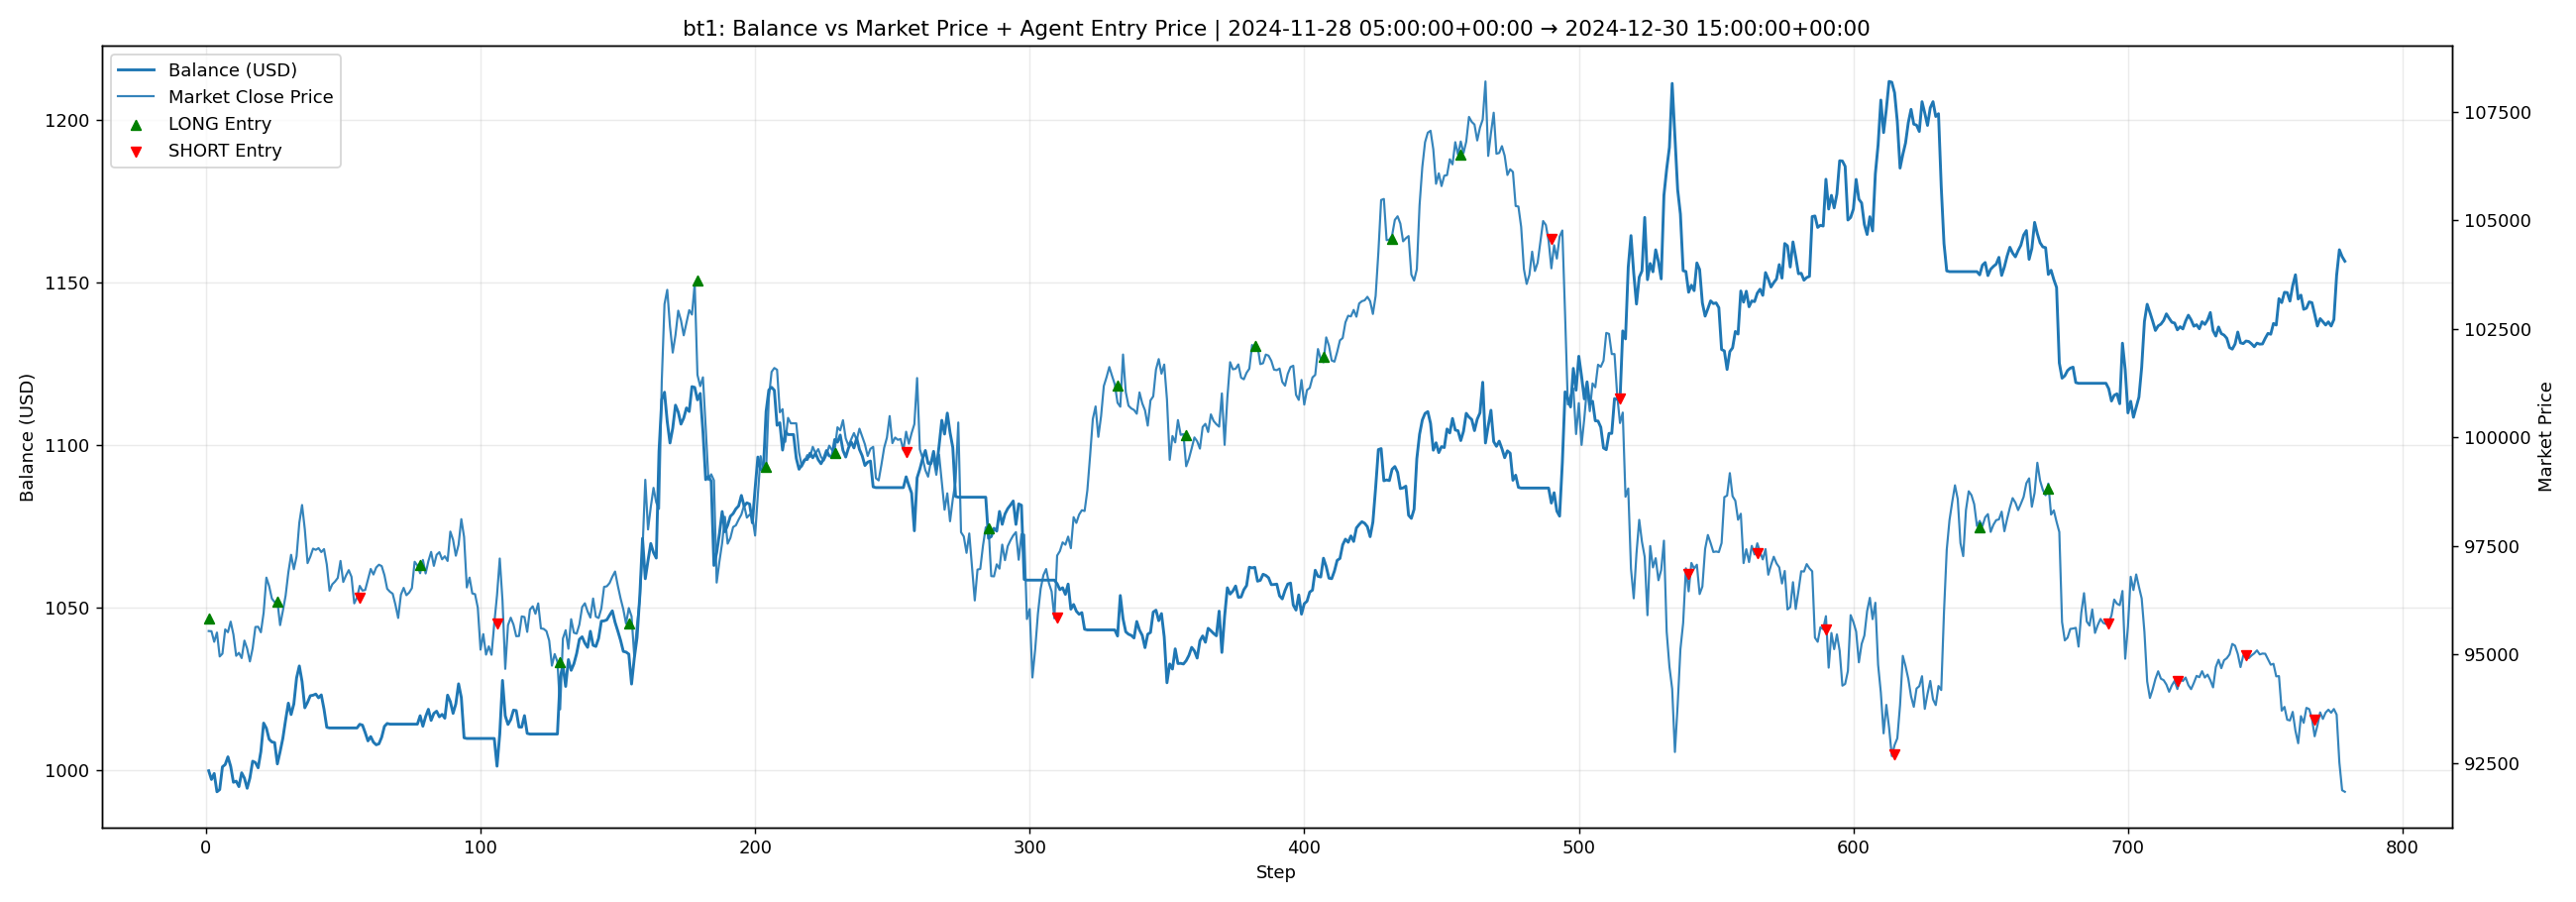 bt1: Balance vs Market Price + Agent Entry Price | 2024-11-28 05:00:00+00:00 → 2024-12-30 15:00:00+00:00
Balance (USD)
Market Close Price
LONG Entry
SHORT Entry
Balance (USD)
1200
1150
1100
1050
1000
107500
105000
102500
100000
97500
95000
92500
Market Price
0
100
200
300
400
500
600
700
800
Step